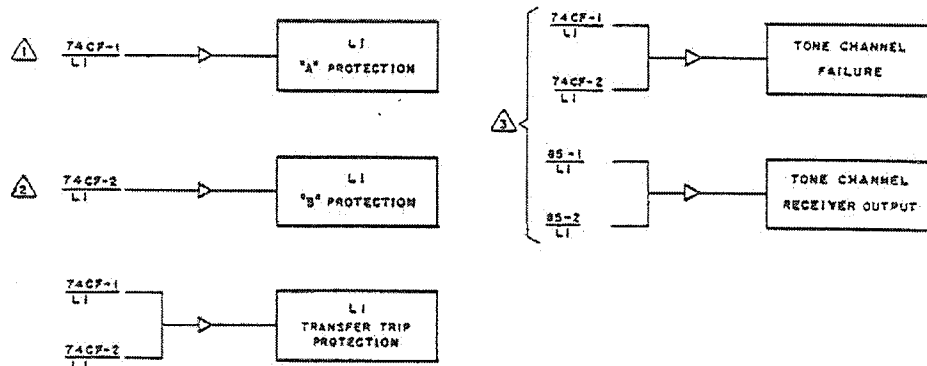 1
74CF-1
L1
L1
"A" PROTECTION
2
74CF-2
L1
L1
"B" PROTECTION
74CF-1
L1
74CF-2
L1
L1
TRANSFER TRIP
PROTECTION
3
74CF-1
L1
74CF-2
L1
TONE CHANNEL
FAILURE
85-1
L1
85-2
L1
TONE CHANNEL
RECEIVER OUTPUT